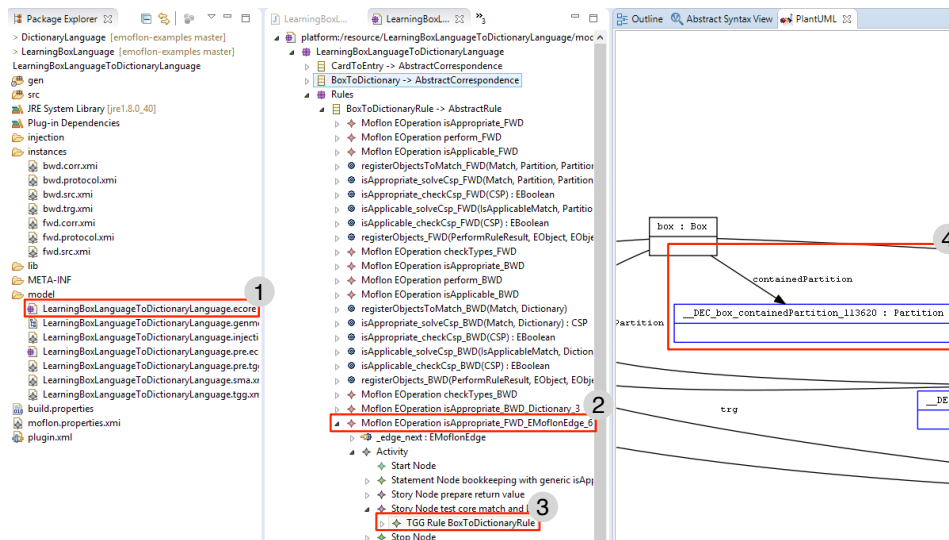 Package Explorer
> DictionaryLanguage [emoflon-examples master]
> LearningBoxLanguage [emoflon-examples master]
LearningBoxLanguageToDictionaryLanguage
gen
src
JRE System Library [jre1.8.0_40]
Plug-in Dependencies
injection
instances
bwd.corr.xmi
bwd.protocol.xmi
bwd.src.xmi
bwd.trg.xmi
fwd.corr.xmi
fwd.protocol.xmi
fwd.src.xmi
lib
META-INF
model
1
LearningBoxLanguageToDictionaryLanguage.ecore
LearningBoxLanguageToDictionaryLanguage.genm
LearningBoxLanguageToDictionaryLanguage.injecti
LearningBoxLanguageToDictionaryLanguage.pre.ec
LearningBoxLanguageToDictionaryLanguage.pre.tg
LearningBoxLanguageToDictionaryLanguage.sma.x
LearningBoxLanguageToDictionaryLanguage.tgg.xm
build.properties
moflon.properties.xmi
plugin.xml
LearningBoxL...
LearningBoxL...
»3
platform:/resource/LearningBoxLanguageToDictionaryLanguage/moc
LearningBoxLanguageToDictionaryLanguage
CardToEntry -> AbstractCorrespondence
BoxToDictionary -> AbstractCorrespondence
Rules
BoxToDictionaryRule -> AbstractRule
Moflon EOperation isAppropriate_FWD
Moflon EOperation perform_FWD
Moflon EOperation isApplicable_FWD
registerObjectsToMatch_FWD(Match, Partition, Partition
isAppropriate_solveCsp_FWD(Match, Partition, Partition
isAppropriate_checkCsp_FWD(CSP) : EBoolean
isApplicable_solveCsp_FWD(IsApplicableMatch, Partitio
isApplicable_checkCsp_FWD(CSP) : EBoolean
registerObjects_FWD(PerformRuleResult, EObject, EObje
Moflon EOperation checkTypes_FWD
Moflon EOperation isAppropriate_BWD
Moflon EOperation perform_BWD
Moflon EOperation isApplicable_BWD
registerObjectsToMatch_BWD(Match, Dictionary)
isAppropriate_solveCsp_BWD(Match, Dictionary) : CSP
isAppropriate_checkCsp_BWD(CSP) : EBoolean
isApplicable_solveCsp_BWD(IsApplicableMatch, Diction
isApplicable_checkCsp_BWD(CSP) : EBoolean
registerObjects_BWD(PerformRuleResult, EObject, EObje
Moflon EOperation checkTypes_BWD
Moflon EOperation isAppropriate_BWD_Dictionary_3
2
Moflon EOperation isAppropriate_FWD_EMoflonEdge_6
_edge_next : EMoflonEdge
Activity
Start Node
Statement Node bookkeeping with generic isApp
Story Node prepare return value
Story Node test core match and
3
TGG Rule BoxToDictionaryRule
Stop Node
Outline
Abstract Syntax View
PlantUML
box : Box
4
containedPartition
__DEC_box_containedPartition_113620 : Partition
Partition
trg
__DE